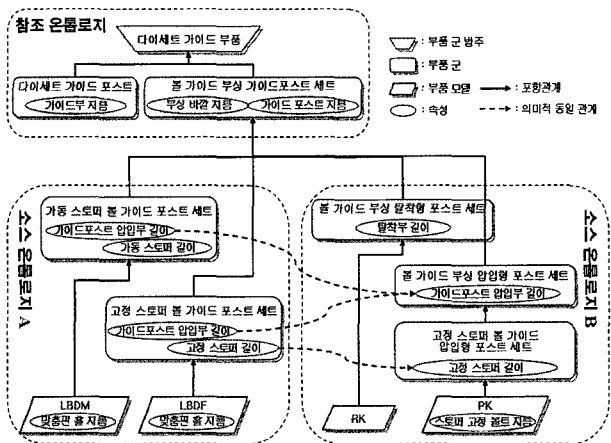 참조 온톨로지
다이세트 가이드 부품
다이세트 가이드 포스트
가이드부 지름
볼 가이드 부싱 가이드포스트 세트
부싱 바깥 지름
가이드 포스트 지름
: 부품 군 범주
: 부품 군
: 부품 모델
: 속성
: 포함관계
: 의미적 동일 관계
소스 온톨로지 A
가동 스토퍼 볼 가이드 포스트 세트
가이드포스트 압입부 길이
가동 스토퍼 길이
고정 스토퍼 볼 가이드 포스트 세트
가이드포스트 압입부 길이
고정 스토퍼 길이
LBDM
맞춤핀 홀 지름
LBDF
맞춤핀 홀 지름
소스 온톨로지 B
볼 가이드 부싱 탈착형 포스트 세트
탈착부 길이
볼 가이드 부싱 압입형 포스트 세트
가이드포스트 압입부 길이
고정 스토퍼 볼 가이드
압입형 포스트 세트
고정 스토퍼 길이
RK
PK
스토퍼 고정 볼트 지름